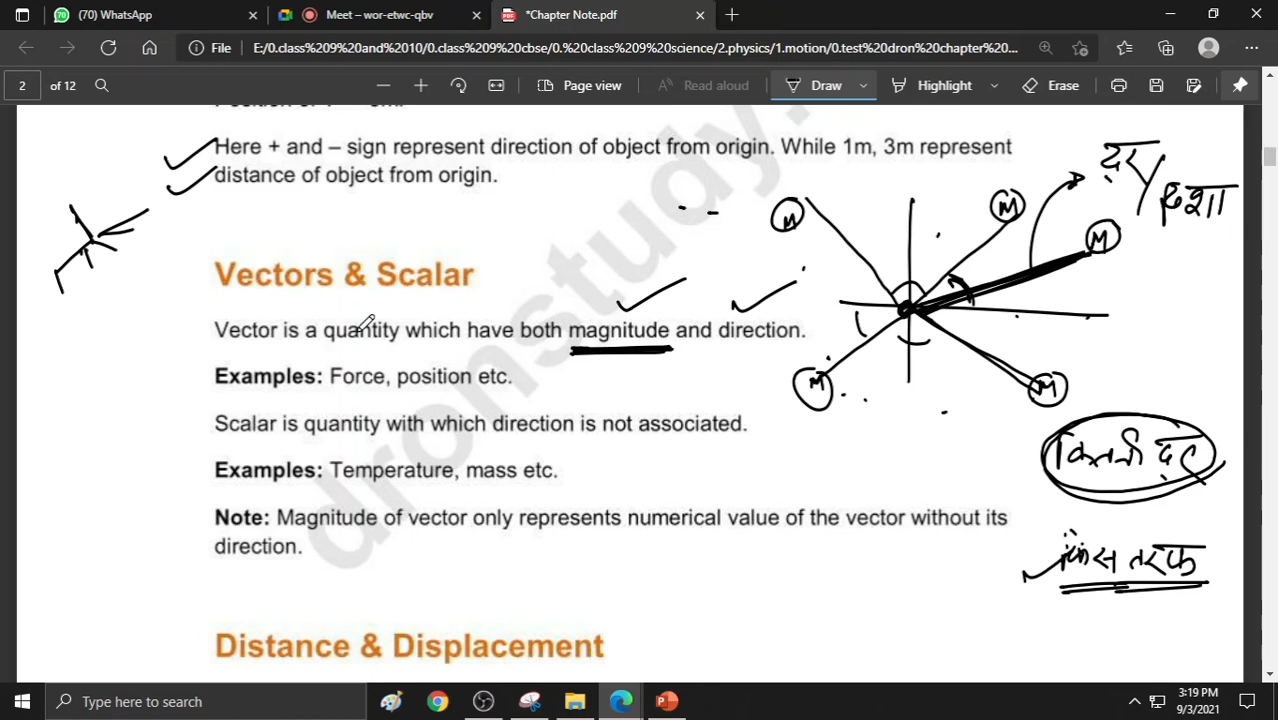 (70) WhatsApp
Meet – wor-etwc-qbv
*Chapter Note.pdf
File
E:/0.class%209%20and%2010/0.class%209%20cbse/0.%20class%209%20science/2.physics/1.motion/0.test%20dron%20chapter%20...
2 of 12
Page view
Read aloud
Draw
Highlight
Erase
Here + and – sign represent direction of object from origin. While 1m, 3m represent
distance of object from origin.
Vectors & Scalar
Vector is a quantity which have both magnitude and direction.
Examples: Force, position etc.
Scalar is quantity with which direction is not associated.
Examples: Temperature, mass etc.
Note: Magnitude of vector only represents numerical value of the vector without its
direction.
Distance & Displacement
M
M
M
M
M
कितनी दूर
किस तरफ
dronstudy.
Type here to search
3:19 PM
9/3/2021